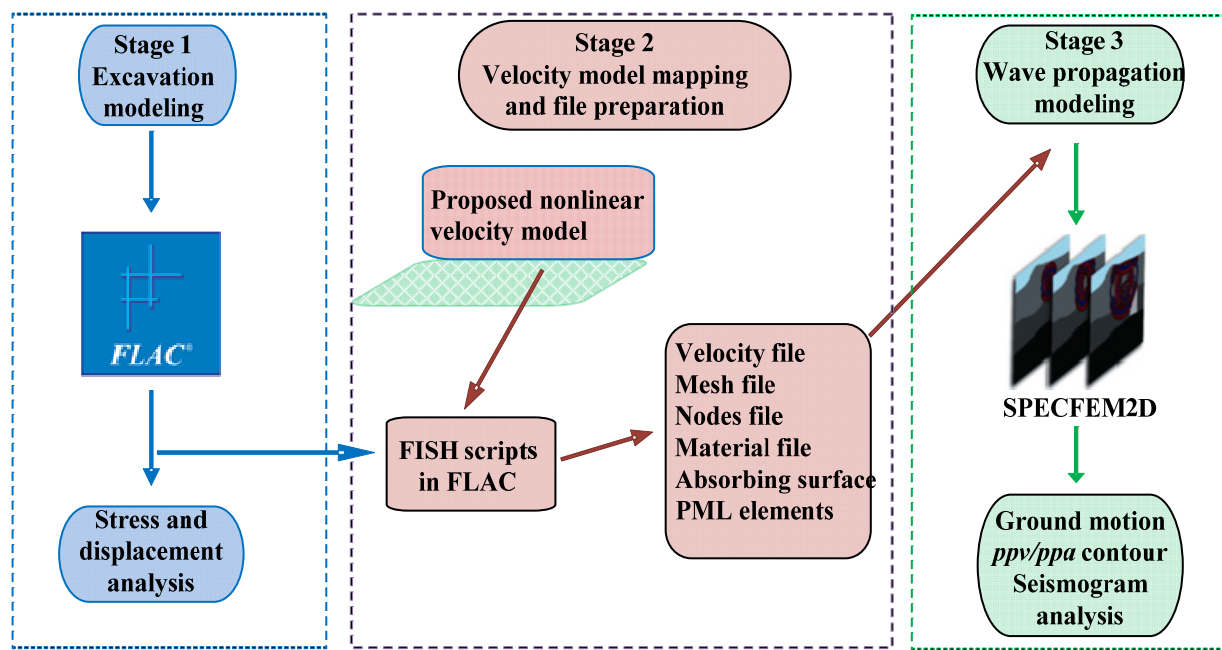 Stage 1
Excavation
modeling
FLAC®
Stress and
displacement
analysis
Stage 2
Velocity model mapping
and file preparation
Proposed nonlinear
velocity model
FISH scripts
in FLAC
Velocity file
Mesh file
Nodes file
Material file
Absorbing surface
PML elements
Stage 3
Wave propagation
modeling
SPECFEM2D
Ground motion
ppv/ppa contour
Seismogram
analysis